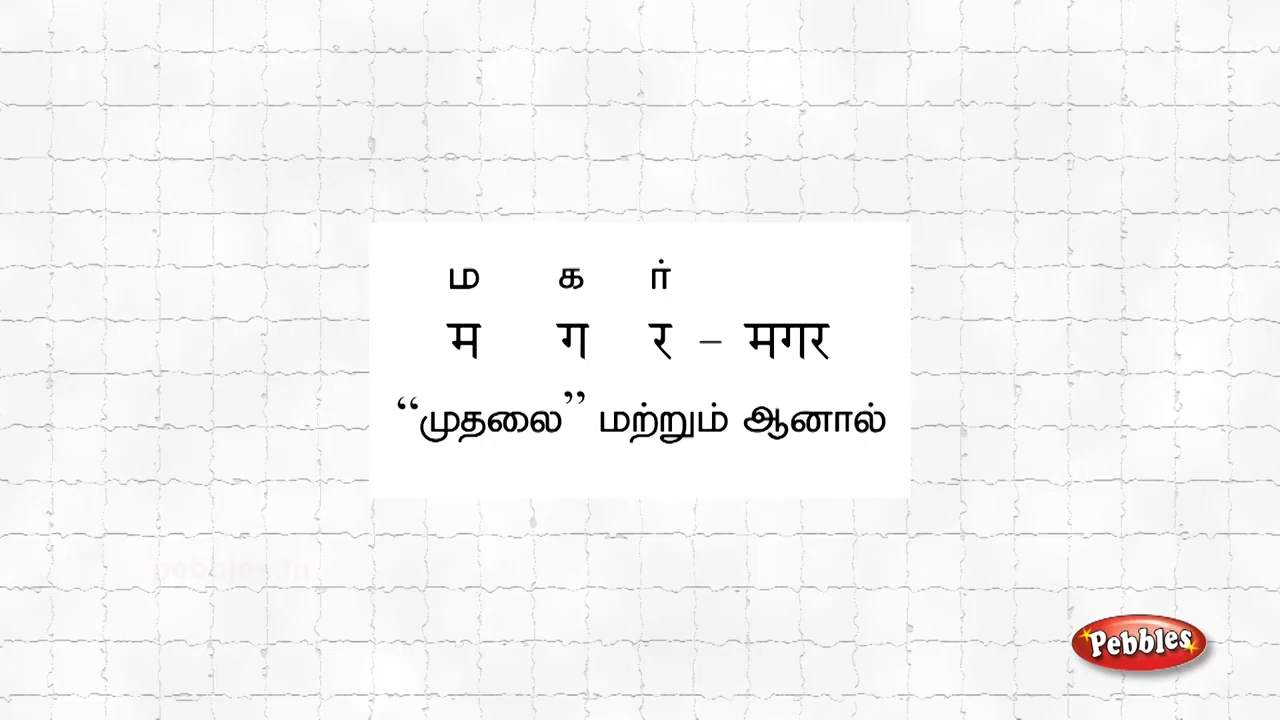 ம க ர்
म ग र – मगर
“முதலை” மற்றும் ஆனால்
Pebbles